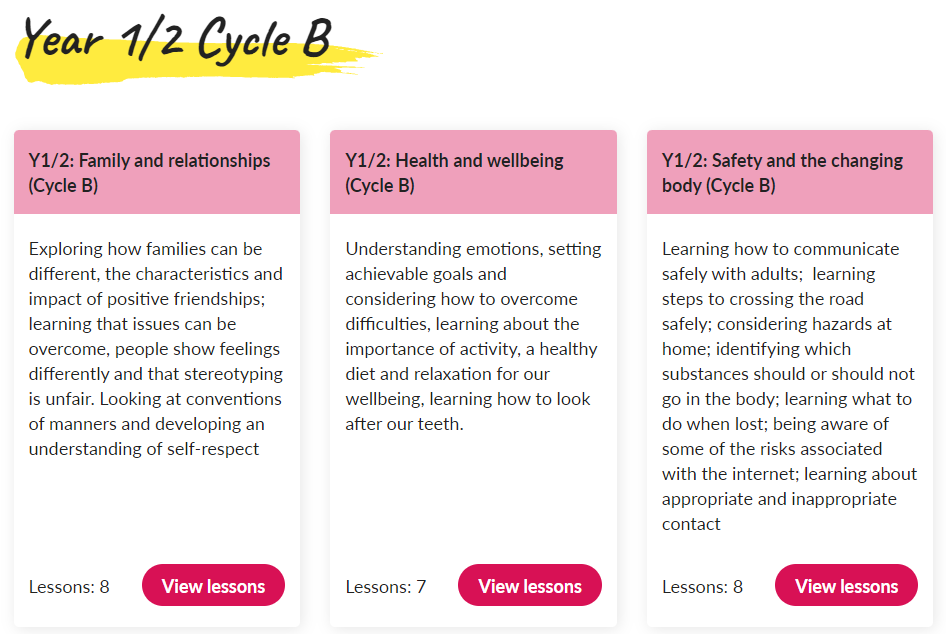 Year 1/2 Cycle B
Y1/2: Family and relationships
(Cycle B)
Exploring how families can be
different, the characteristics and
impact of positive friendships;
learning that issues can be
overcome, people show feelings
differently and that stereotyping
is unfair. Looking at conventions
of manners and developing an
understanding of self-respect
Lessons: 8
View lessons
Y1/2: Health and wellbeing
(Cycle B)
Understanding emotions, setting
achievable goals and
considering how to overcome
difficulties, learning about the
importance of activity, a healthy
diet and relaxation for our
wellbeing, learning how to look
after our teeth.
Lessons: 7
View lessons
Y1/2: Safety and the changing
body (Cycle B)
Learning how to communicate
safely with adults;  learning
steps to crossing the road
safely; considering hazards at
home; identifying which
substances should or should not
go in the body; learning what to
do when lost; being aware of
some of the risks associated
with the internet; learning about
appropriate and inappropriate
contact
Lessons: 8
View lessons